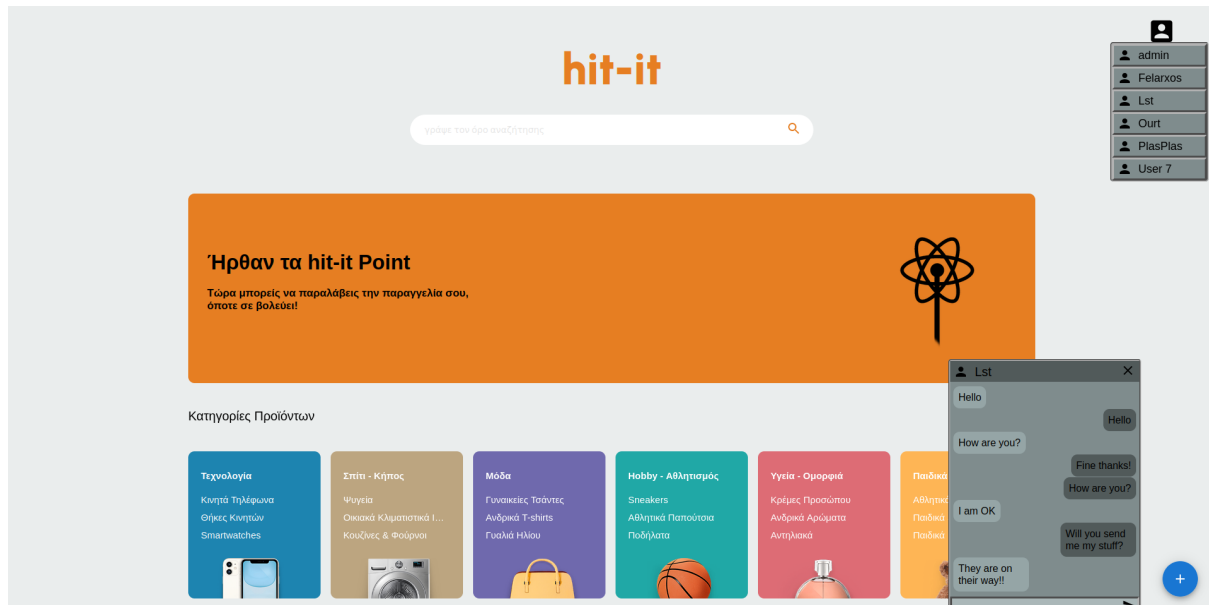 hit-it
γράψε τον όρο αναζήτησης
admin
Felarxos
Lst
Ourt
PlasPlas
User 7
Ήρθαν τα hit-it Point
Τώρα μπορείς να παραλάβεις την παραγγελία σου,
όποτε σε βολεύει!
Κατηγορίες Προϊόντων
Τεχνολογία
Κινητά Τηλέφωνα
Θήκες Κινητών
Smartwatches
Σπίτι - Κήπος
Ψυγεία
Οικιακά Κλιματιστικά Ι...
Κουζίνες & Φούρνοι
Μόδα
Γυναικείες Τσάντες
Ανδρικά T-shirts
Γυαλιά Ηλίου
Hobby - Αθλητισμός
Sneakers
Αθλητικά Παπούτσια
Ποδήλατα
Υγεία - Ομορφιά
Κρέμες Προσώπου
Ανδρικά Αρώματα
Αντηλιακά
Παιδικά
Αθλητικ
Παιδικά
Παιδικά
Lst
Hello
Hello
How are you?
Fine thanks!
How are you?
I am OK
Will you send
me my stuff?
They are on
their way!!